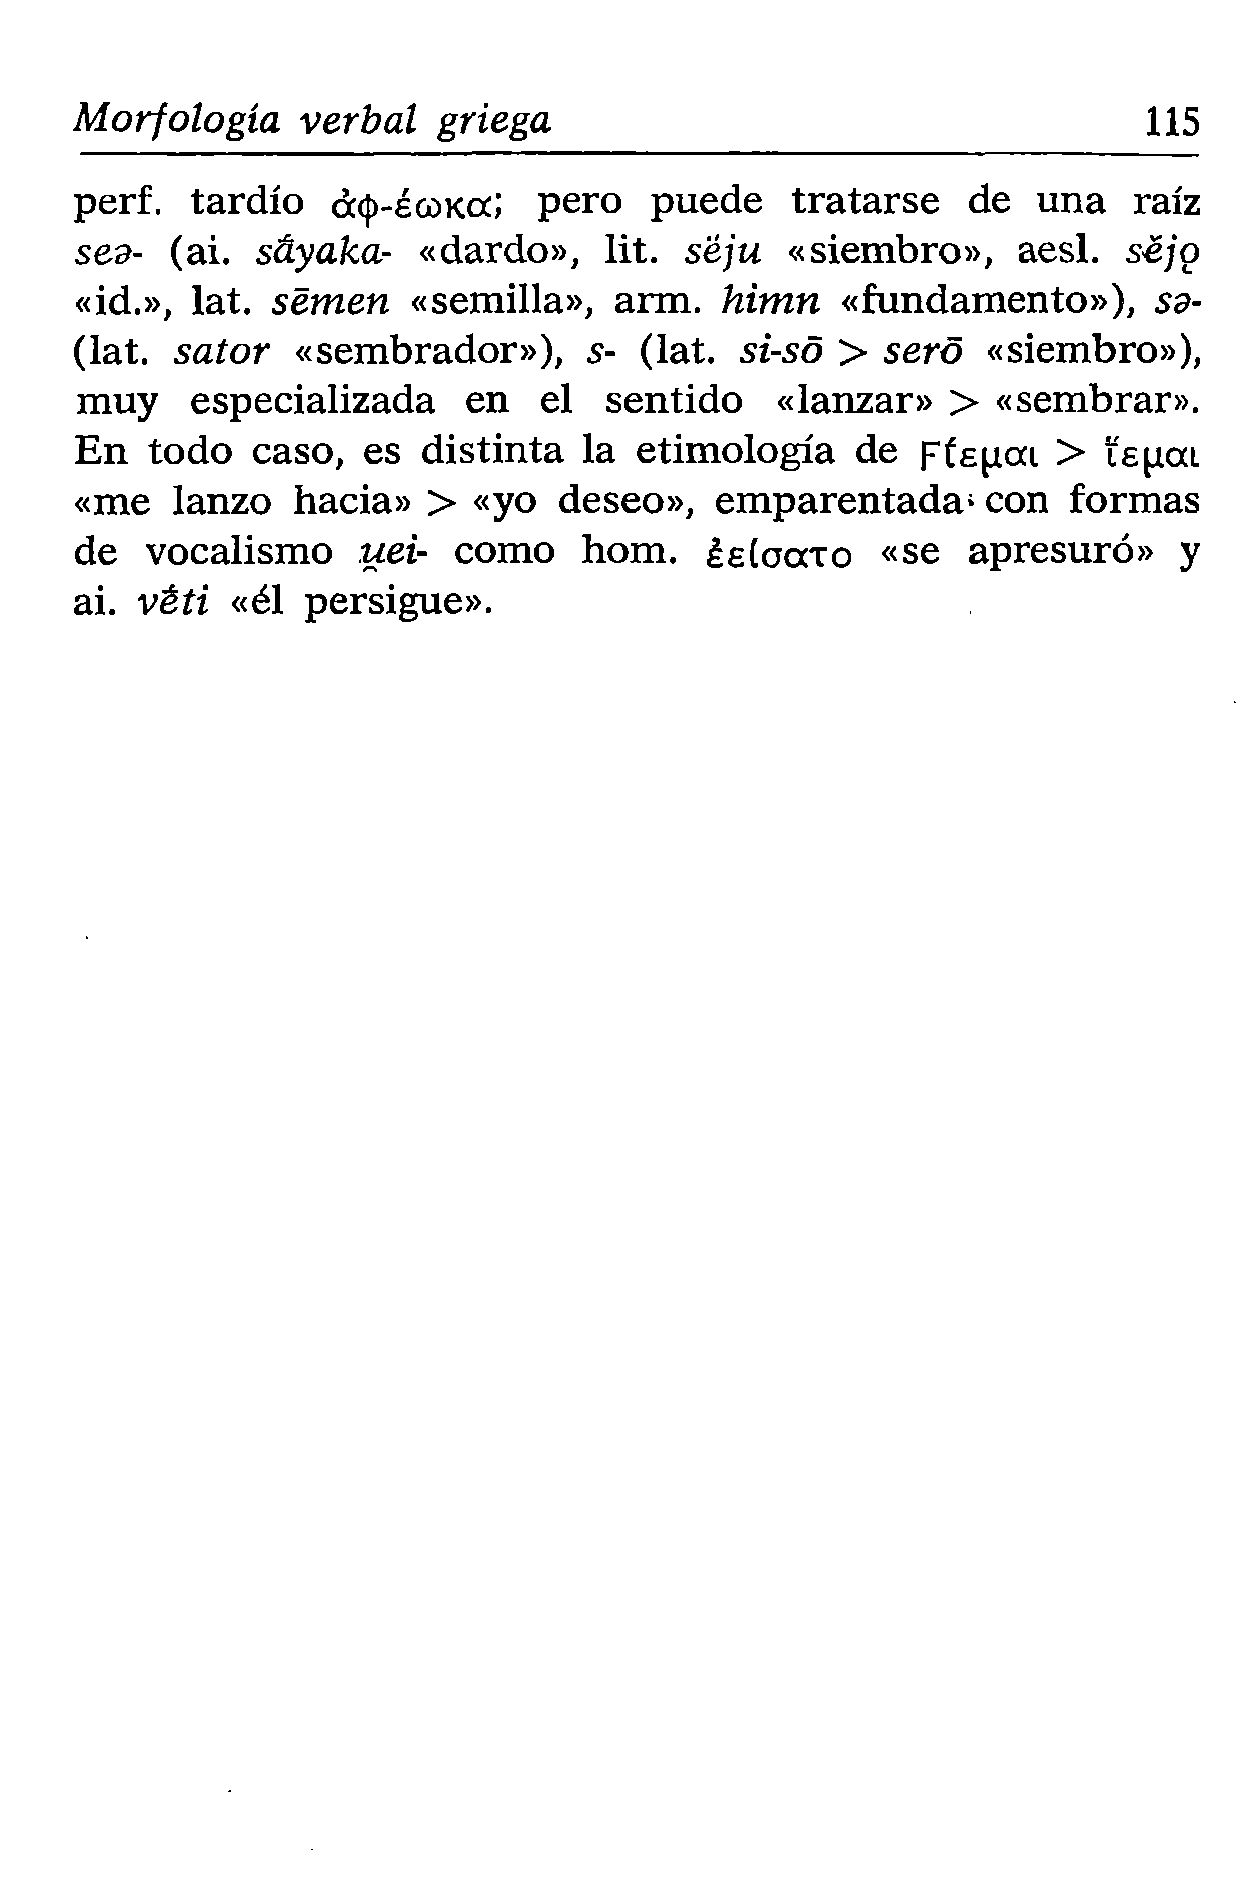 Morfología verbal griega 115
perf. tardío ἀφ-έωκα; pero puede tratarse de una raíz
seə- (ai. sā́yaka- «dardo», lit. sëju «siembro», aesl. sějǫ
«id.», lat. sēmen «semilla», arm. himn «fundamento»), sə-
(lat. sator «sembrador»), s- (lat. si-sō > serō «siembro»),
muy especializada en el sentido «lanzar» > «sembrar».
En todo caso, es distinta la etimología de Ϝίεμαι > ἵεμαι
«me lanzo hacia» > «yo deseo», emparentada con formas
de vocalismo u̯ei- como hom. ἐείσατο «se apresuró» y
ai. vḗti «él persigue».